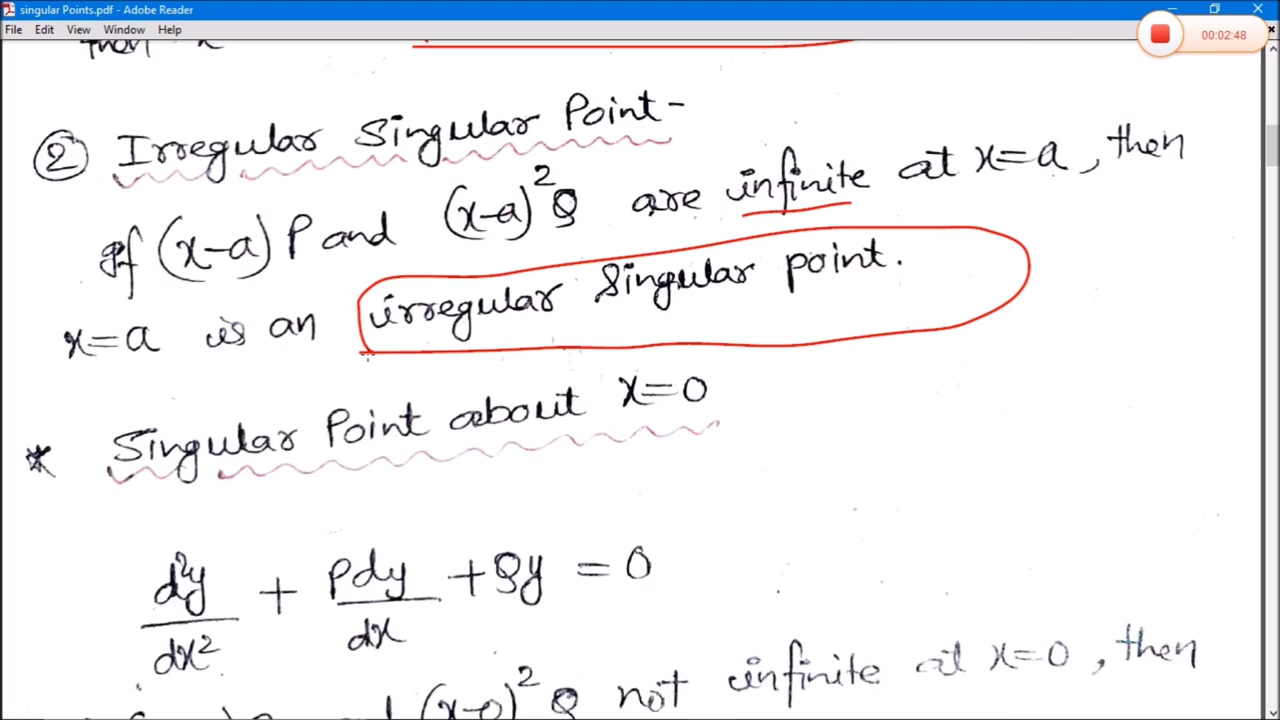 singular Points.pdf - Adobe Reader
File Edit View Window Help
00:02:48
then x
② Irregular Singular Point-
If (x-a) P and (x-a)² Q are infinite at x=a, then
x=a is an irregular singular point.
* Singular Point about x=0
d²y/dx² + Pdy/dx + Qy = 0
(x-0)² Q not infinite at x=0, then